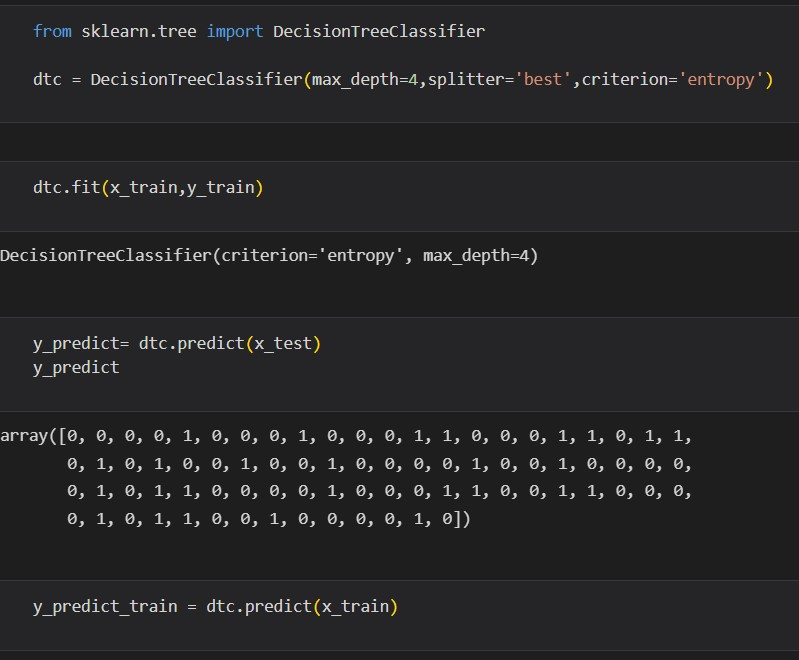 from sklearn.tree import DecisionTreeClassifier
dtc = DecisionTreeClassifier(max_depth=4,splitter='best',criterion='entropy')
dtc.fit(x_train,y_train)
DecisionTreeClassifier(criterion='entropy', max_depth=4)
y_predict= dtc.predict(x_test)
y_predict
array([0, 0, 0, 0, 1, 0, 0, 0, 1, 0, 0, 0, 1, 1, 0, 0, 0, 1, 1, 0, 1, 1,
0, 1, 0, 1, 0, 0, 1, 0, 0, 1, 0, 0, 0, 0, 1, 0, 0, 1, 0, 0, 0, 0,
0, 1, 0, 1, 1, 0, 0, 0, 0, 1, 0, 0, 0, 1, 1, 0, 0, 1, 1, 0, 0, 0,
0, 1, 0, 1, 1, 0, 0, 1, 0, 0, 0, 0, 1, 0])
y_predict_train = dtc.predict(x_train)